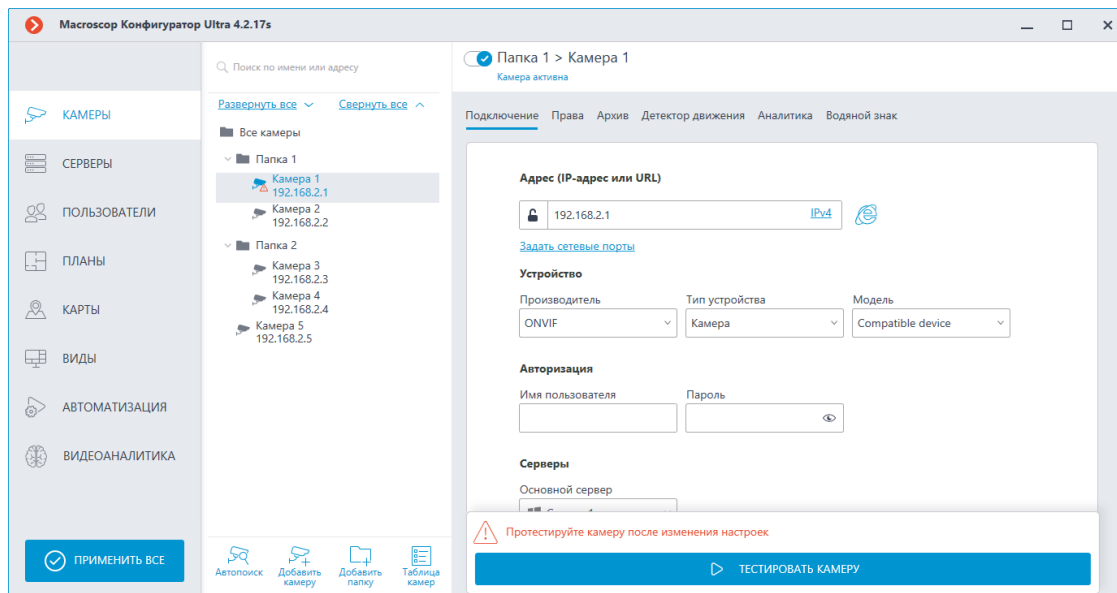 Macroscop Конфигуратор Ultra 4.2.17s
КАМЕРЫ
СЕРВЕРЫ
ПОЛЬЗОВАТЕЛИ
ПЛАНЫ
КАРТЫ
ВИДЫ
АВТОМАТИЗАЦИЯ
ВИДЕОАНАЛИТИКА
ПРИМЕНИТЬ ВСЕ
Поиск по имени или адресу
Развернуть все Свернуть все
Все камеры
Папка 1
Камера 1
192.168.2.1
Камера 2
192.168.2.2
Папка 2
Камера 3
192.168.2.3
Камера 4
192.168.2.4
Камера 5
192.168.2.5
Автопоиск
Добавить
камеру
Добавить
папку
Таблица
камер
Папка 1 > Камера 1
Камера активна
Подключение Права Архив Детектор движения Аналитика Водяной знак
Адрес (IP-адрес или URL)
192.168.2.1 IPv4
Задать сетевые порты
Устройство
Производитель Тип устройства Модель
ONVIF Камера Compatible device
Авторизация
Имя пользователя Пароль
Серверы
Основной сервер
Протестируйте камеру после изменения настроек
ТЕСТИРОВАТЬ КАМЕРУ